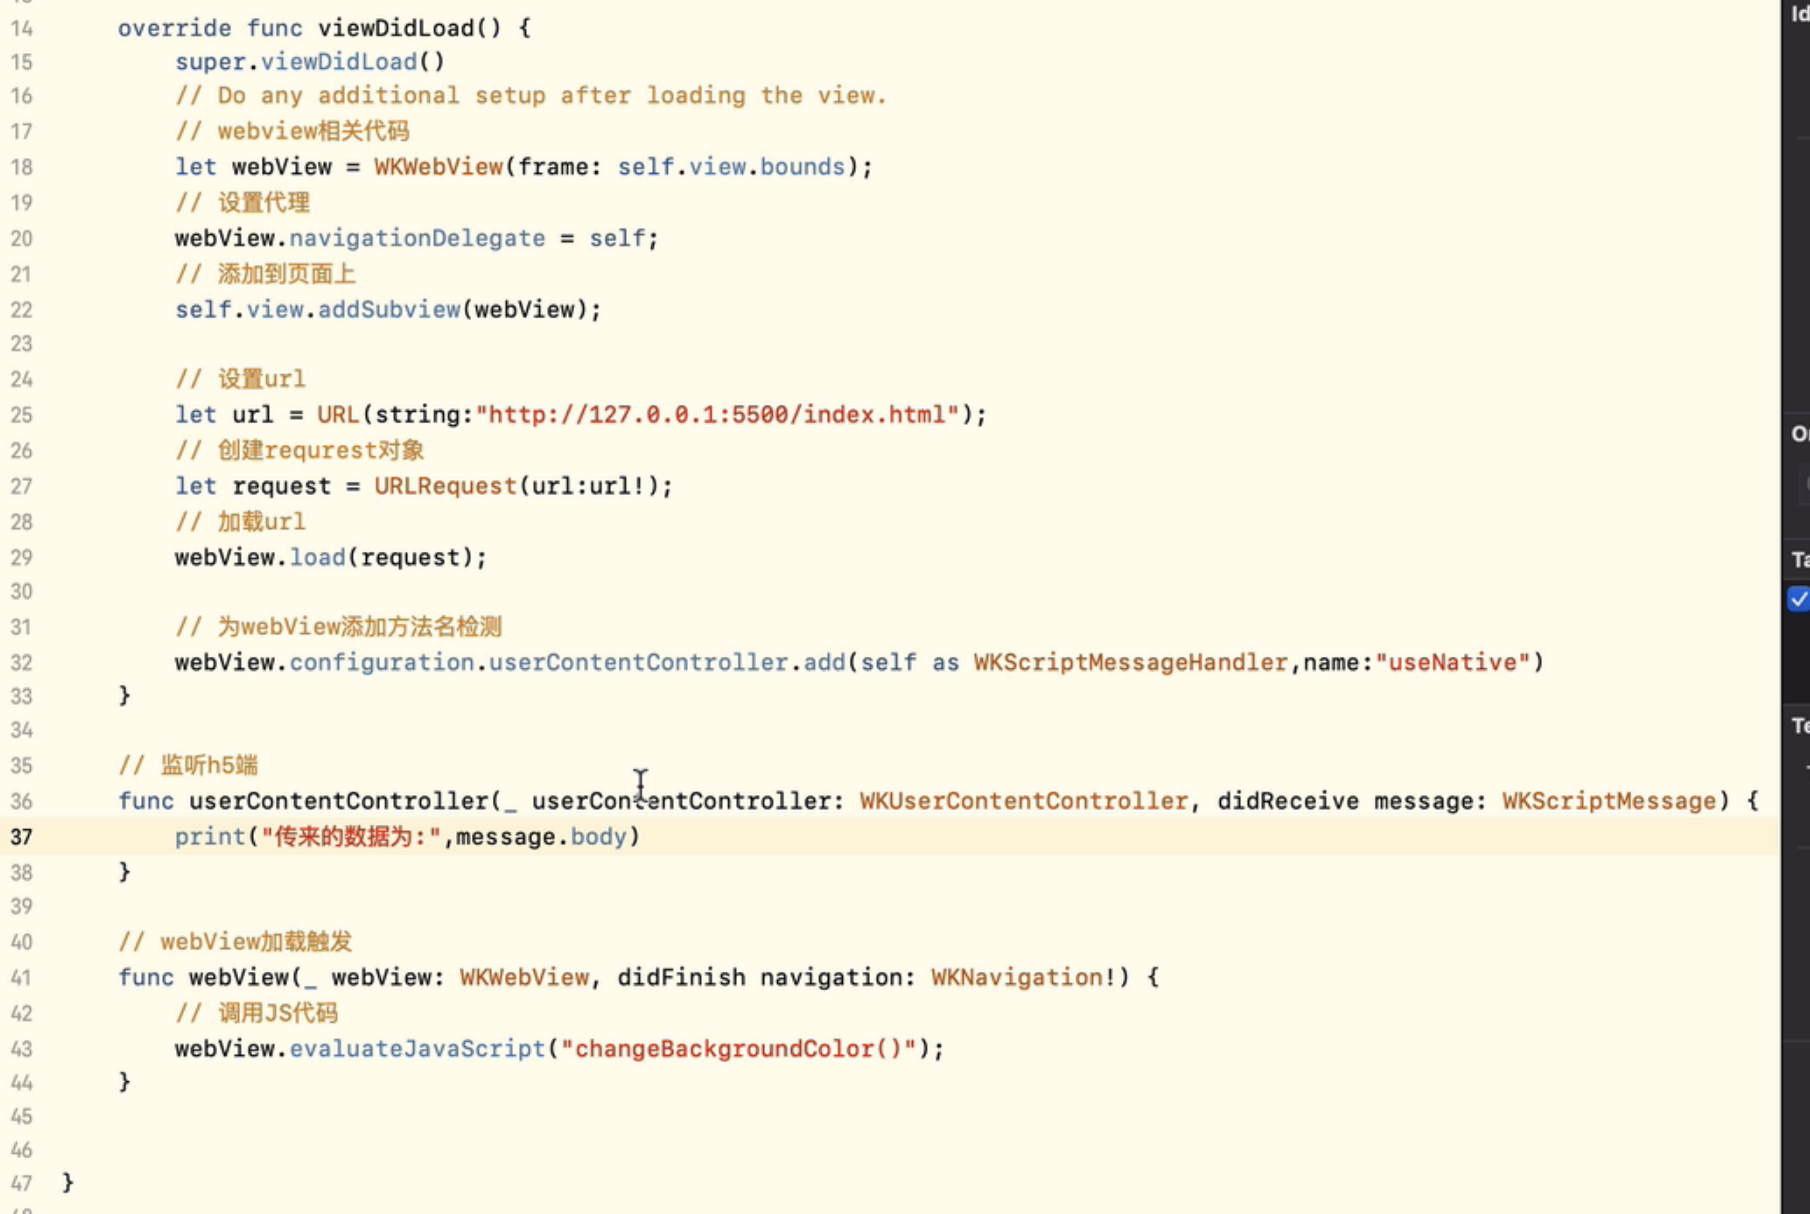 14 override func viewDidLoad() {
15 super.viewDidLoad()
16 // Do any additional setup after loading the view.
17 // webview相关代码
18 let webView = WKWebView(frame: self.view.bounds);
19 // 设置代理
20 webView.navigationDelegate = self;
21 // 添加到页面上
22 self.view.addSubview(webView);
23
24 // 设置url
25 let url = URL(string:"http://127.0.0.1:5500/index.html");
26 // 创建requrest对象
27 let request = URLRequest(url:url!);
28 // 加载url
29 webView.load(request);
30
31 // 为webView添加方法名检测
32 webView.configuration.userContentController.add(self as WKScriptMessageHandler,name:"useNative")
33 }
34
35 // 监听h5端
36 func userContentController(_ userContentController: WKUserContentController, didReceive message: WKScriptMessage) {
37 print("传来的数据为:",message.body)
38 }
39
40 // webView加载触发
41 func webView(_ webView: WKWebView, didFinish navigation: WKNavigation!) {
42 // 调用JS代码
43 webView.evaluateJavaScript("changeBackgroundColor()");
44 }
45
46
47 }